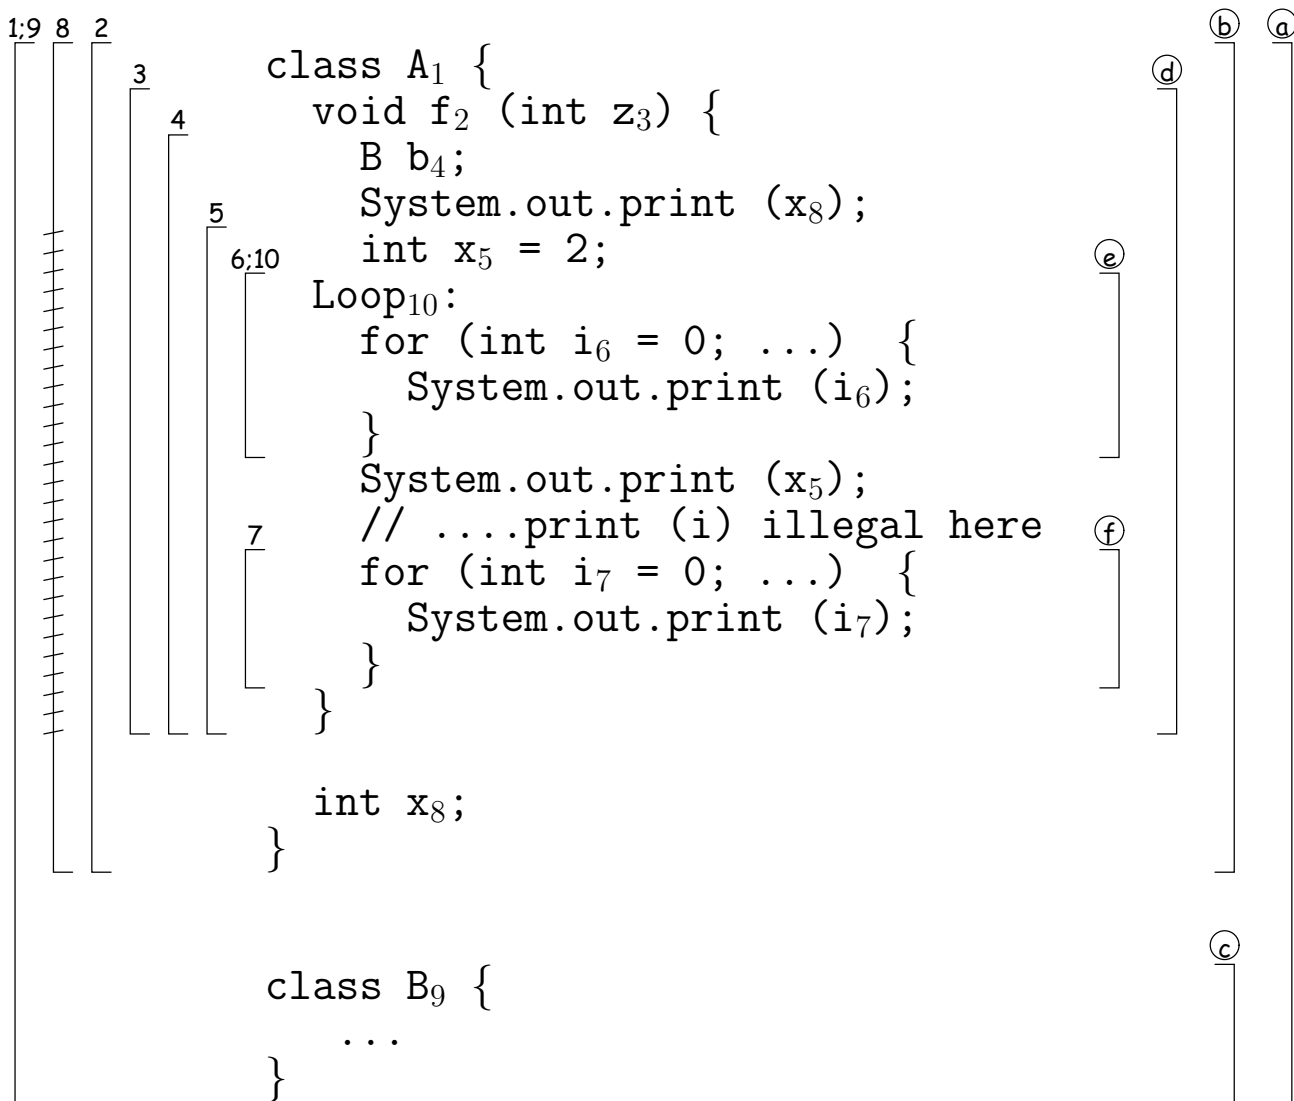 1;9 8 2 b a
class A₁ {
3 d
void f₂ (int z₃) {
4
B b₄;
System.out.print (x₈);
5
int x₅ = 2;
6;10 e
Loop₁₀:
for (int i₆ = 0; ...) {
System.out.print (i₆);
}
System.out.print (x₅);
// ....print (i) illegal here
7 f
for (int i₇ = 0; ...) {
System.out.print (i₇);
}
}
int x₈;
}
c
class B₉ {
...
}